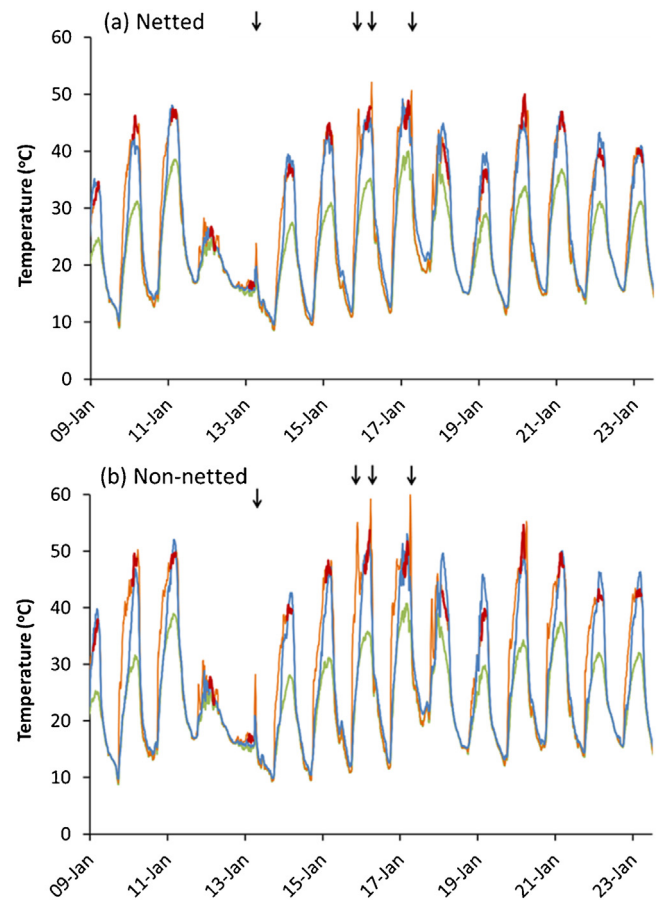 (a) Netted
60
50
40
30
20
10
0
Temperature (°C)
09-Jan
11-Jan
13-Jan
15-Jan
17-Jan
19-Jan
21-Jan
23-Jan
(b) Non-netted
60
50
40
30
20
10
0
Temperature (°C)
09-Jan
11-Jan
13-Jan
15-Jan
17-Jan
19-Jan
21-Jan
23-Jan